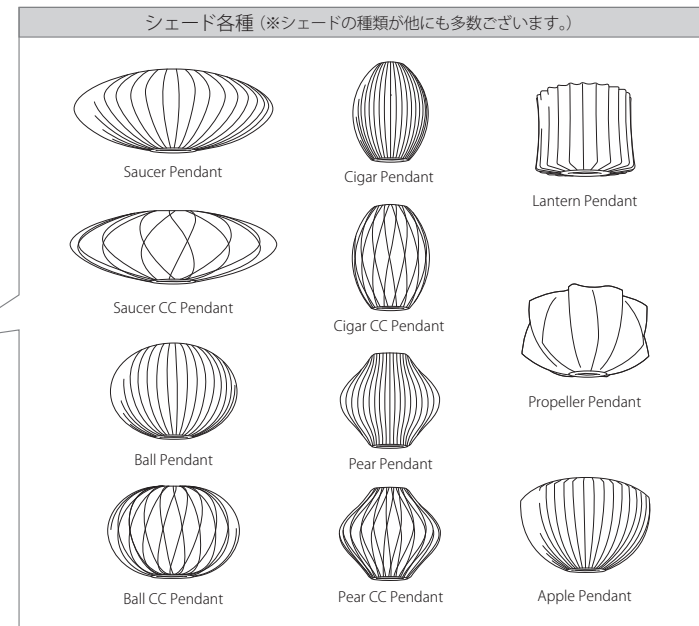 シェード各種（※シェードの種類が他にも多数ございます。）
Saucer Pendant
Cigar Pendant
Lantern Pendant
Saucer CC Pendant
Cigar CC Pendant
Propeller Pendant
Ball Pendant
Pear Pendant
Ball CC Pendant
Pear CC Pendant
Apple Pendant